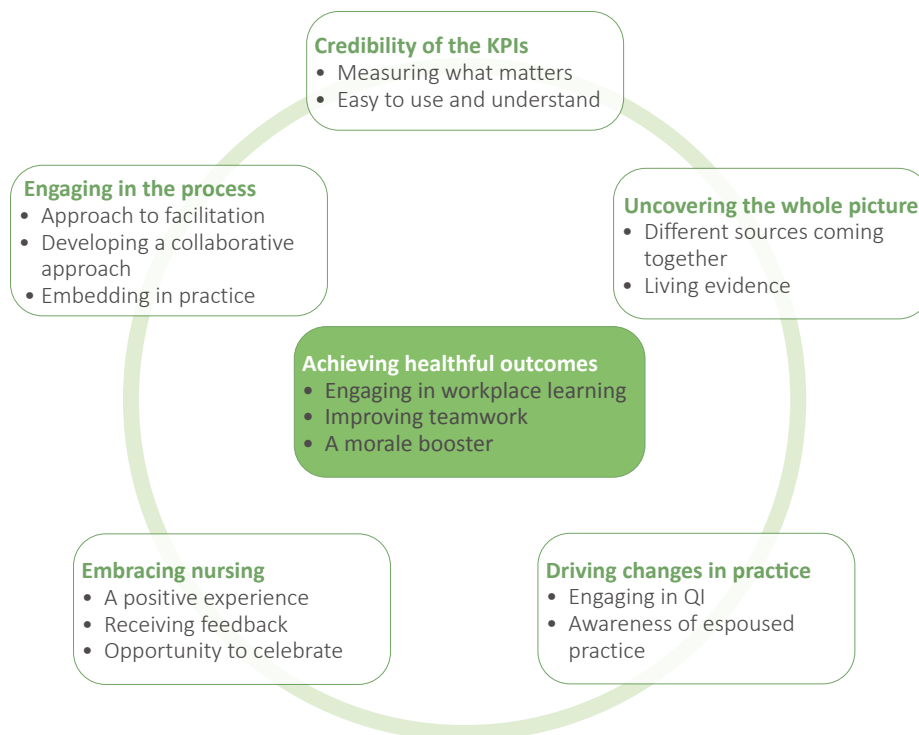 Credibility of the KPIs
• Measuring what matters
• Easy to use and understand
Engaging in the process
• Approach to facilitation
• Developing a collaborative
approach
• Embedding in practice
Uncovering the whole picture
• Different sources coming
together
• Living evidence
Achieving healthful outcomes
• Engaging in workplace learning
• Improving teamwork
• A morale booster
Embracing nursing
• A positive experience
• Receiving feedback
• Opportunity to celebrate
Driving changes in practice
• Engaging in QI
• Awareness of espoused
practice